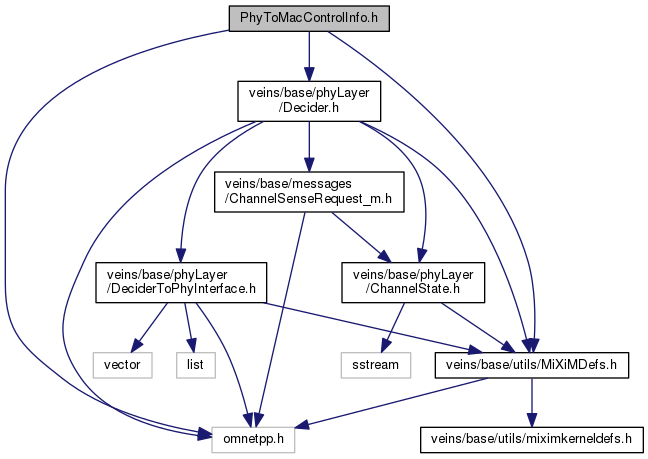 PhyToMacControlInfo.h
veins/base/phyLayer
/Decider.h
veins/base/messages
/ChannelSenseRequest_m.h
veins/base/phyLayer
/DeciderToPhyInterface.h
veins/base/phyLayer
/ChannelState.h
vector
list
sstream
veins/base/utils/MiXiMDefs.h
omnetpp.h
veins/base/utils/miximkerneldefs.h